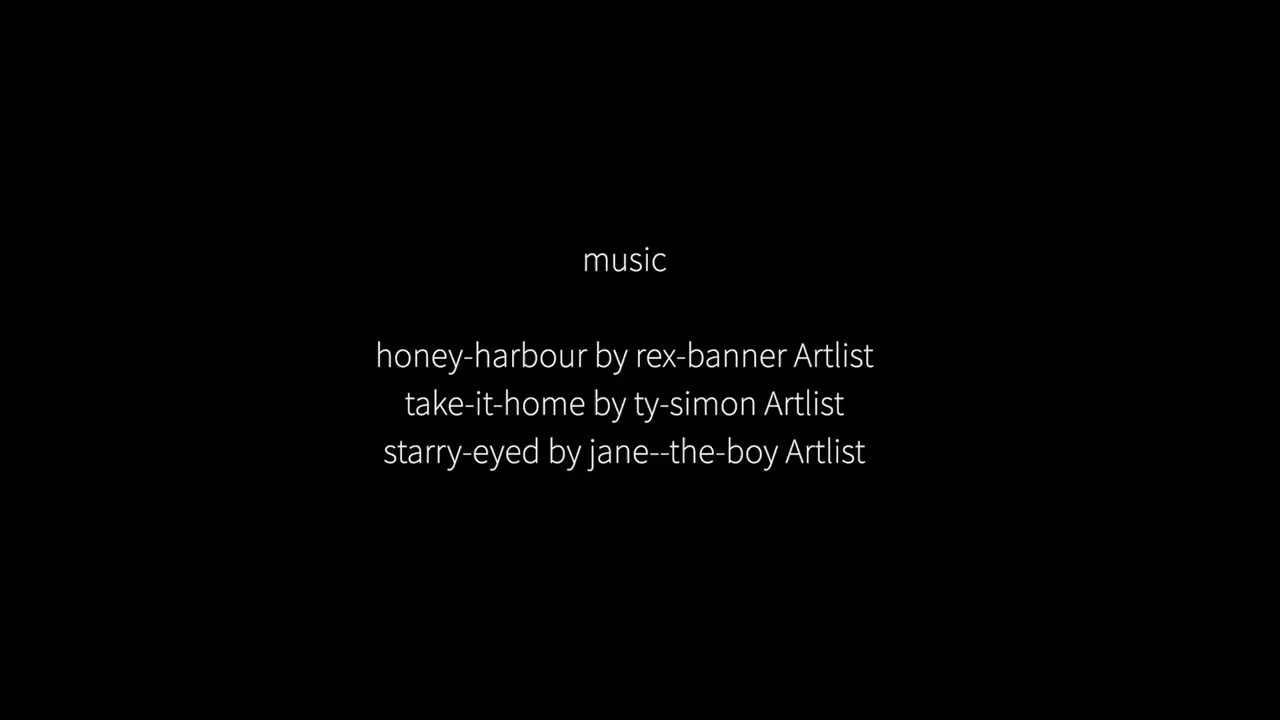 music
honey-harbour by rex-banner Artlist
take-it-home by ty-simon Artlist
starry-eyed by jane--the-boy Artlist